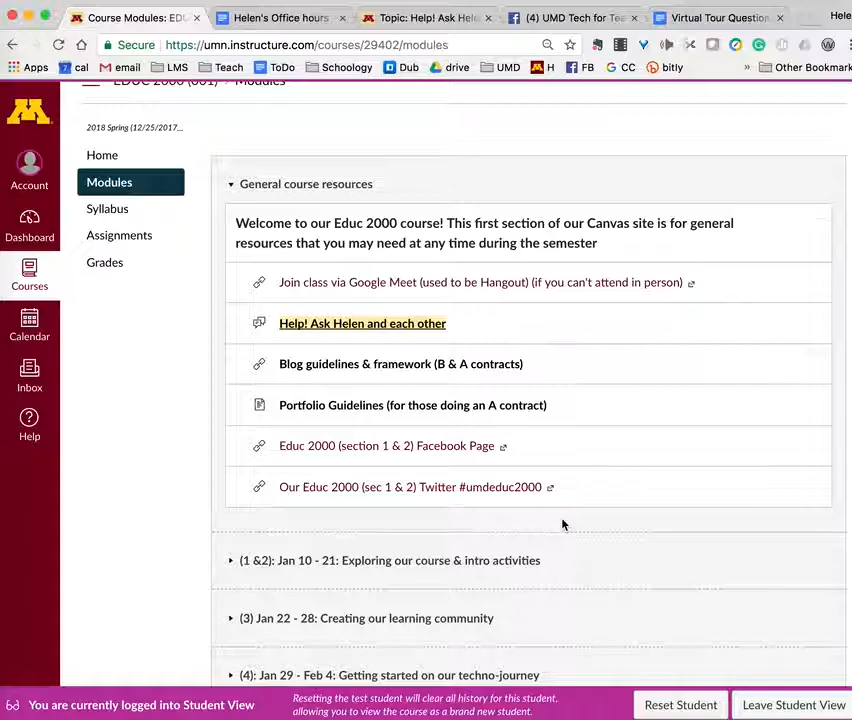 Course Modules: EDU
Helen's Office hours
Topic: Help! Ask Hele
(4) UMD Tech for Tea
Virtual Tour Question
Hele
Secure
https://umn.instructure.com/courses/29402/modules
Apps
cal
email
LMS
Teach
ToDo
Schoology
Dub
drive
UMD
H
FB
CC
bitly
»
Other Bookmark
EDUC 2000 (001)
Modules
2018 Spring (12/25/2017...
Home
Modules
Syllabus
Assignments
Grades
Account
Dashboard
Courses
Calendar
Inbox
Help
General course resources
Welcome to our Educ 2000 course! This first section of our Canvas site is for general
resources that you may need at any time during the semester
Join class via Google Meet (used to be Hangout) (if you can't attend in person)
Help! Ask Helen and each other
Blog guidelines & framework (B & A contracts)
Portfolio Guidelines (for those doing an A contract)
Educ 2000 (section 1 & 2) Facebook Page
Our Educ 2000 (sec 1 & 2) Twitter #umdeduc2000
(1 &2): Jan 10 - 21: Exploring our course & intro activities
(3) Jan 22 - 28: Creating our learning community
(4): Jan 29 - Feb 4: Getting started on our techno-journey
You are currently logged into Student View
Resetting the test student will clear all history for this student,
allowing you to view the course as a brand new student.
Reset Student
Leave Student View